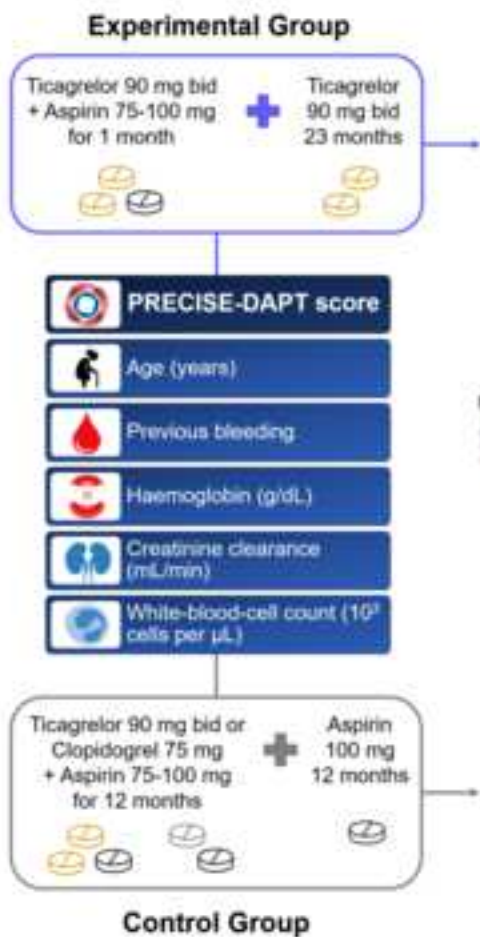 Experimental Group
Ticagrelor 90 mg bid
+ Aspirin 75-100 mg
for 1 month
Ticagrelor
90 mg bid
23 months
PRECISE-DAPT score
Age (years)
Previous bleeding
Haemoglobin (g/dL)
Creatinine clearance
(mL/min)
White-blood-cell count (10³
cells per μL)
Ticagrelor 90 mg bid or
Clopidogrel 75 mg
+ Aspirin 75-100 mg
for 12 months
Aspirin
100 mg
12 months
Control Group